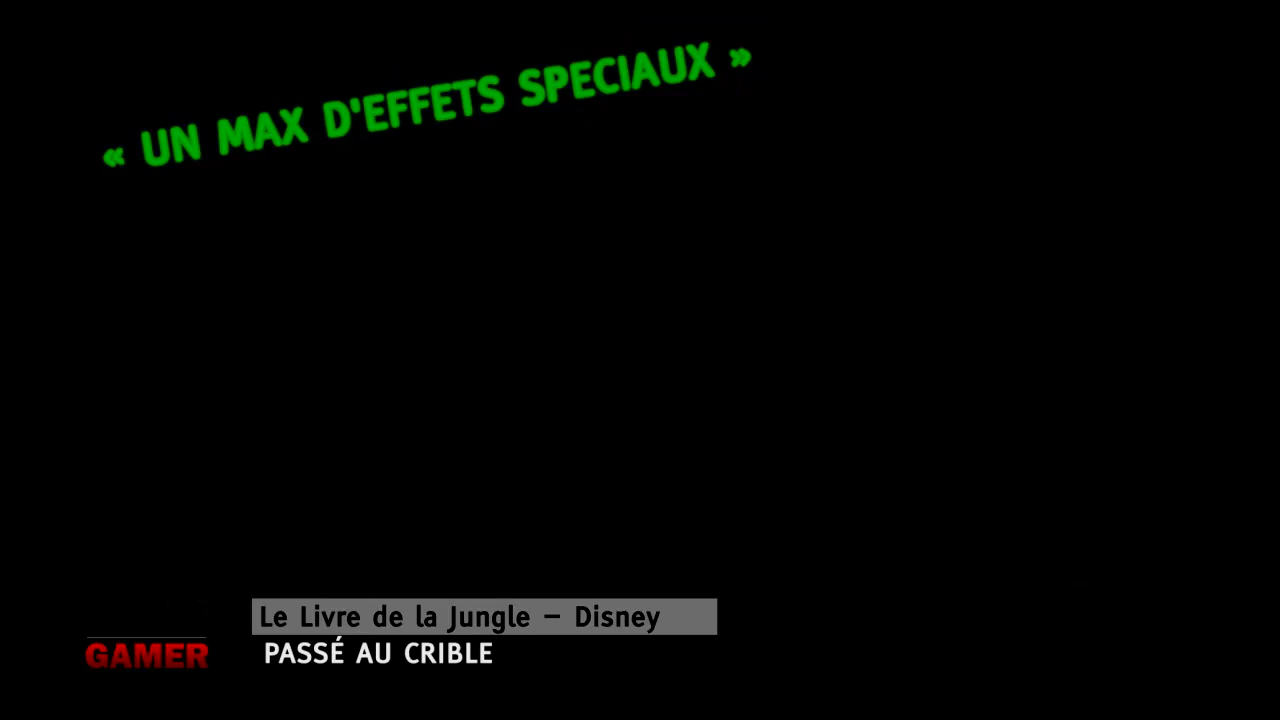 « UN MAX D'EFFETS SPECIAUX »
Le Livre de la Jungle – Disney
GAMER
PASSÉ AU CRIBLE